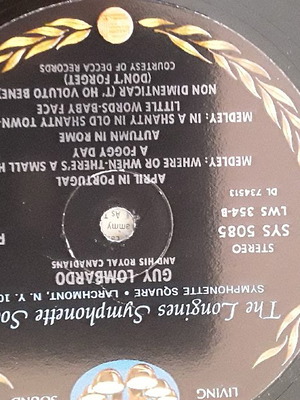 LIVING
SOUND
The Longines Symphonette So
SYMPHONETTE SQUARE • LARCHMONT, N. Y. 10
GUY LOMBARDO
AND HIS ROYAL CANADIANS
STEREO
SYS 5085
LWS 354-B
DL 734513
APRIL IN PORTUGAL
MEDLEY: WHERE OR WHEN-THERE'S A SMALL H
A FOGGY DAY
AUTUMN IN ROME
MEDLEY: IN A SHANTY IN OLD SHANTY TOWN-
LITTLE WORDS-BABY FACE
NON DIMENTICAR (T' HO VOLUTO BENE)
(DON'T FORGET)
COURTESY OF DECCA RECORDS